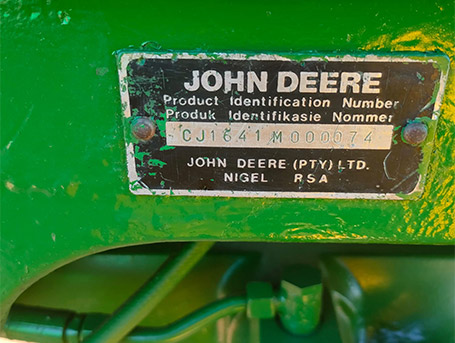 JOHN DEERE
Product Identification Number
Produk Identifikasie Nommer
CJ1641M000074
JOHN DEERE (PTY) LTD.
NIGEL RSA